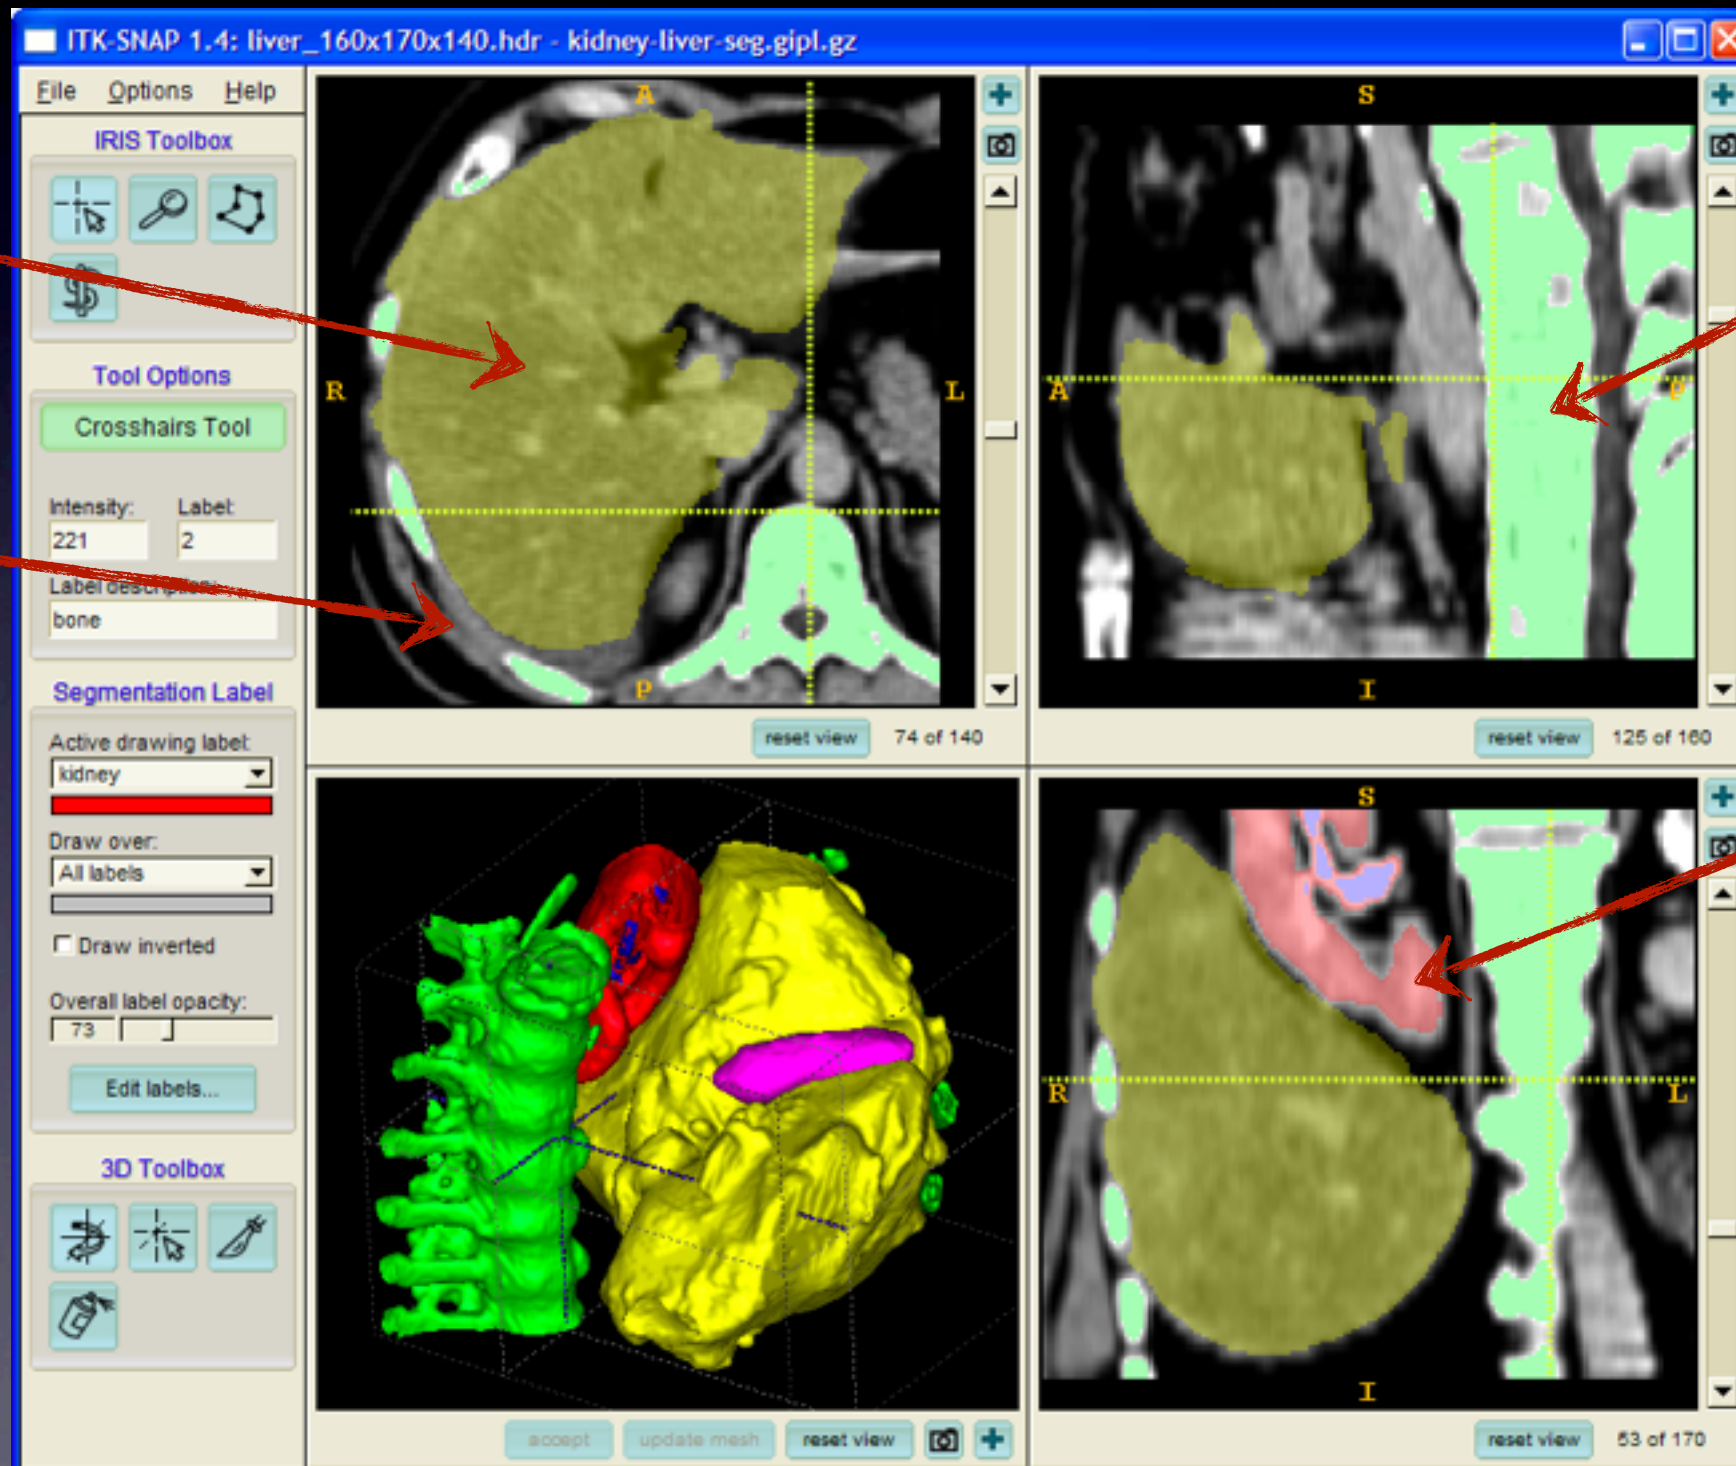 ITK-SNAP 1.4: liver_160x170x140.hdr - kidney-liver-seg.gipl.gz
File Options Help
IRIS Toolbox
Tool Options
Crosshairs Tool
Intensity: Label:
221 2
Label description:
bone
Segmentation Label
Active drawing label:
kidney
Draw over:
All labels
Draw inverted
Overall label opacity:
73
Edit labels...
3D Toolbox
A
R L
P
reset view 74 of 140
S
A P
I
reset view 125 of 160
accept update mesh reset view
S
R L
I
reset view 53 of 170